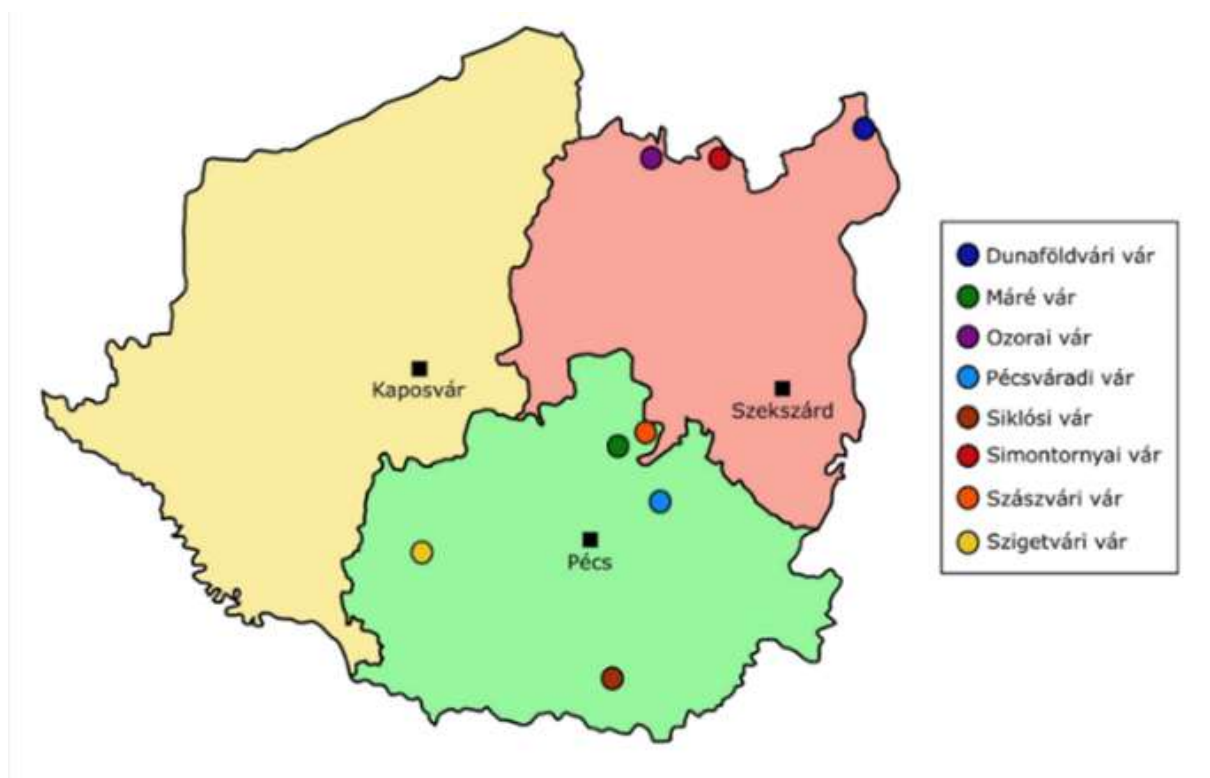 Kaposvár
Szekszárd
Pécs
Dunaföldvári vár
Máré vár
Ozorai vár
Pécsváradi vár
Siklósi vár
Simontornyai vár
Szászvári vár
Szigetvári vár